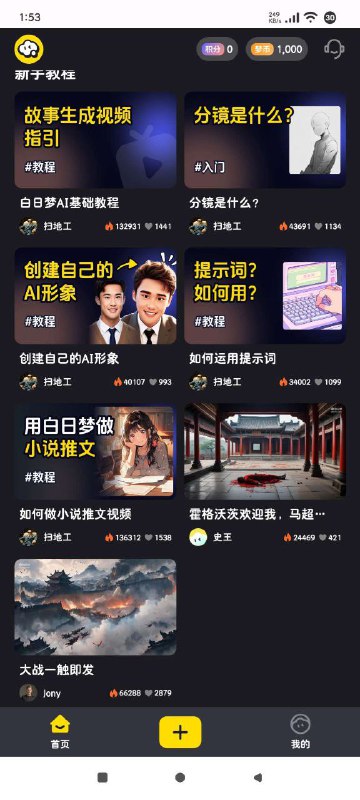 1:53
249
KB/s
30
积分 0
梦币 1,000
新手教程
故事生成视频
指引
#教程
分镜是什么?
#入门
白日梦AI基础教程
分镜是什么?
扫地工 132931 1441
扫地工 43691 1134
创建自己的
AI形象
#教程
提示词?
如何用?
#教程
创建自己的AI形象
如何运用提示词
扫地工 40107 993
扫地工 34002 1099
用白日梦做
小说推文
#教程
如何做小说推文视频
霍格沃茨欢迎我，马超…
扫地工 136312 1538
史王 24469 421
大战一触即发
Jony 66288 2879
首页
我的